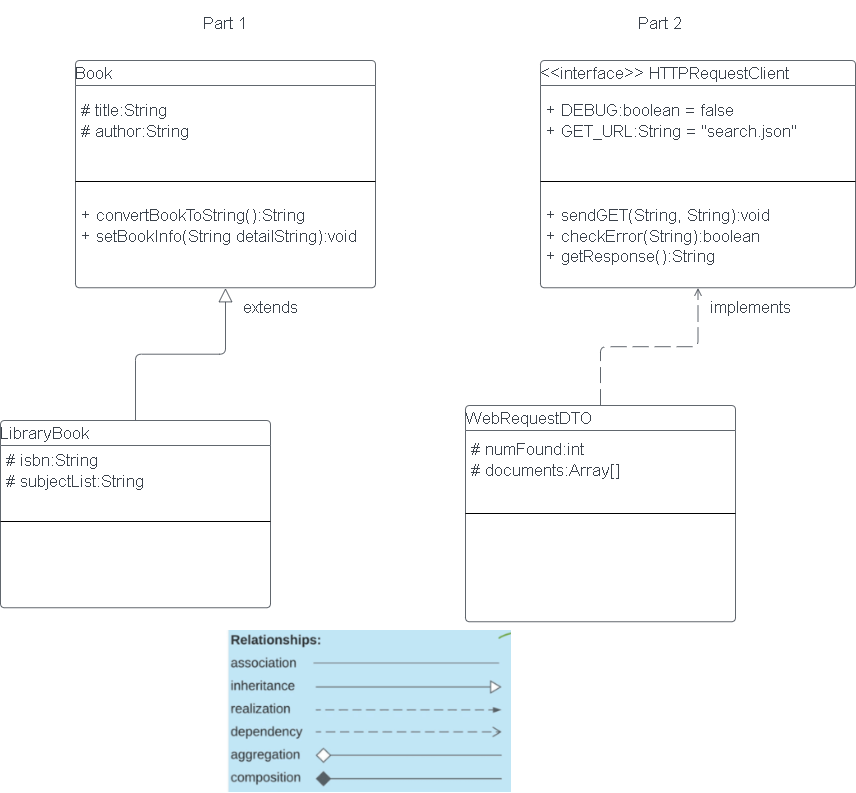 Part 1
Part 2
Book
# title:String
# author:String
+ convertBookToString():String
+ setBookInfo(String detailString):void
<<interface>> HTTPRequestClient
+ DEBUG:boolean = false
+ GET_URL:String = "search.json"
+ sendGET(String, String):void
+ checkError(String):boolean
+ getResponse():String
extends
implements
LibraryBook
# isbn:String
# subjectList:String
WebRequestDTO
# numFound:int
# documents:Array[]
Relationships:
association
inheritance
realization
dependency
aggregation
composition